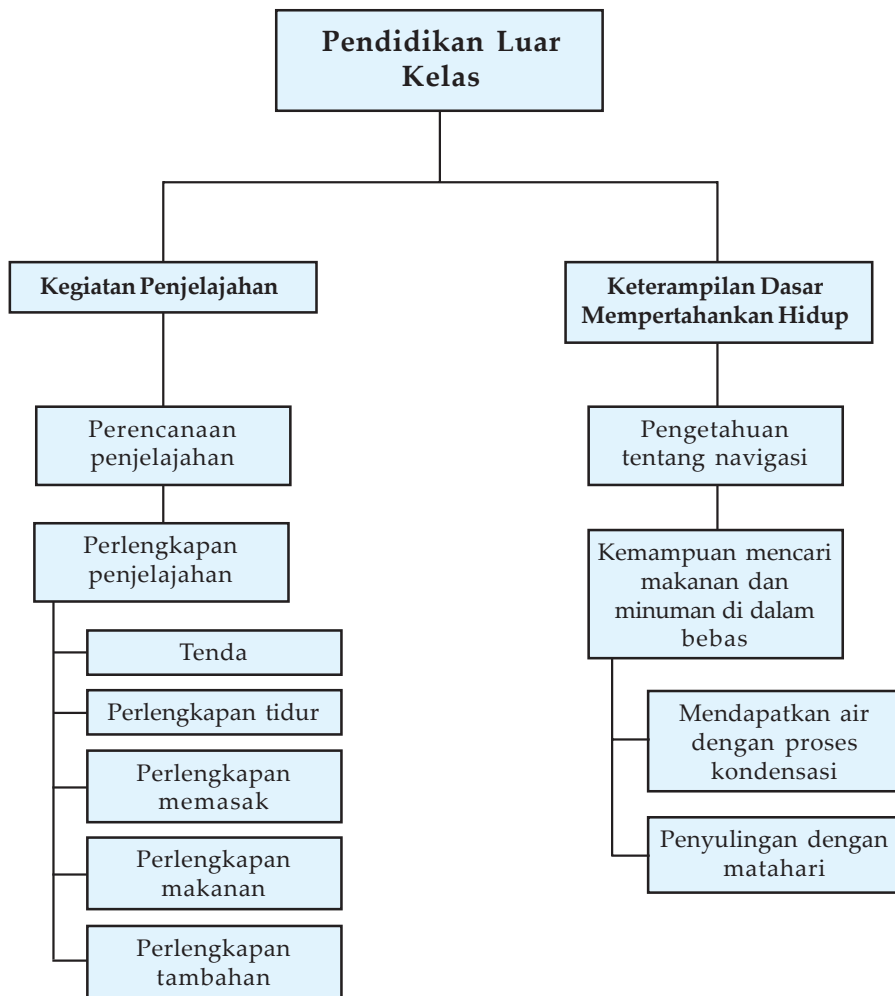 Pendidikan Luar
Kelas
Kegiatan Penjelajahan
Perencanaan
penjelajahan
Perlengkapan
penjelajahan
Tenda
Perlengkapan tidur
Perlengkapan
memasak
Perlengkapan
makanan
Perlengkapan
tambahan
Keterampilan Dasar
Mempertahankan Hidup
Pengetahuan
tentang navigasi
Kemampuan mencari
makanan dan
minuman di dalam
bebas
Mendapatkan air
dengan proses
kondensasi
Penyulingan dengan
matahari